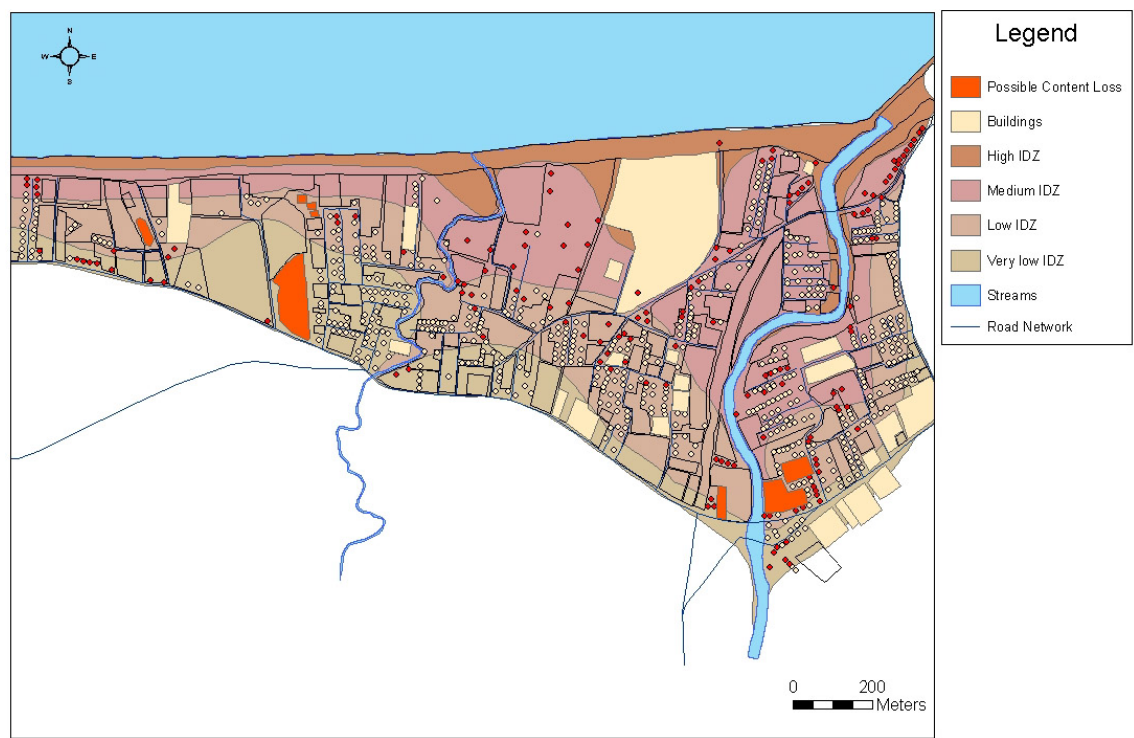 N
W E
S
Legend
Possible Content Loss
Buildings
High IDZ
Medium IDZ
Low IDZ
Very low IDZ
Streams
Road Network
0 200
Meters